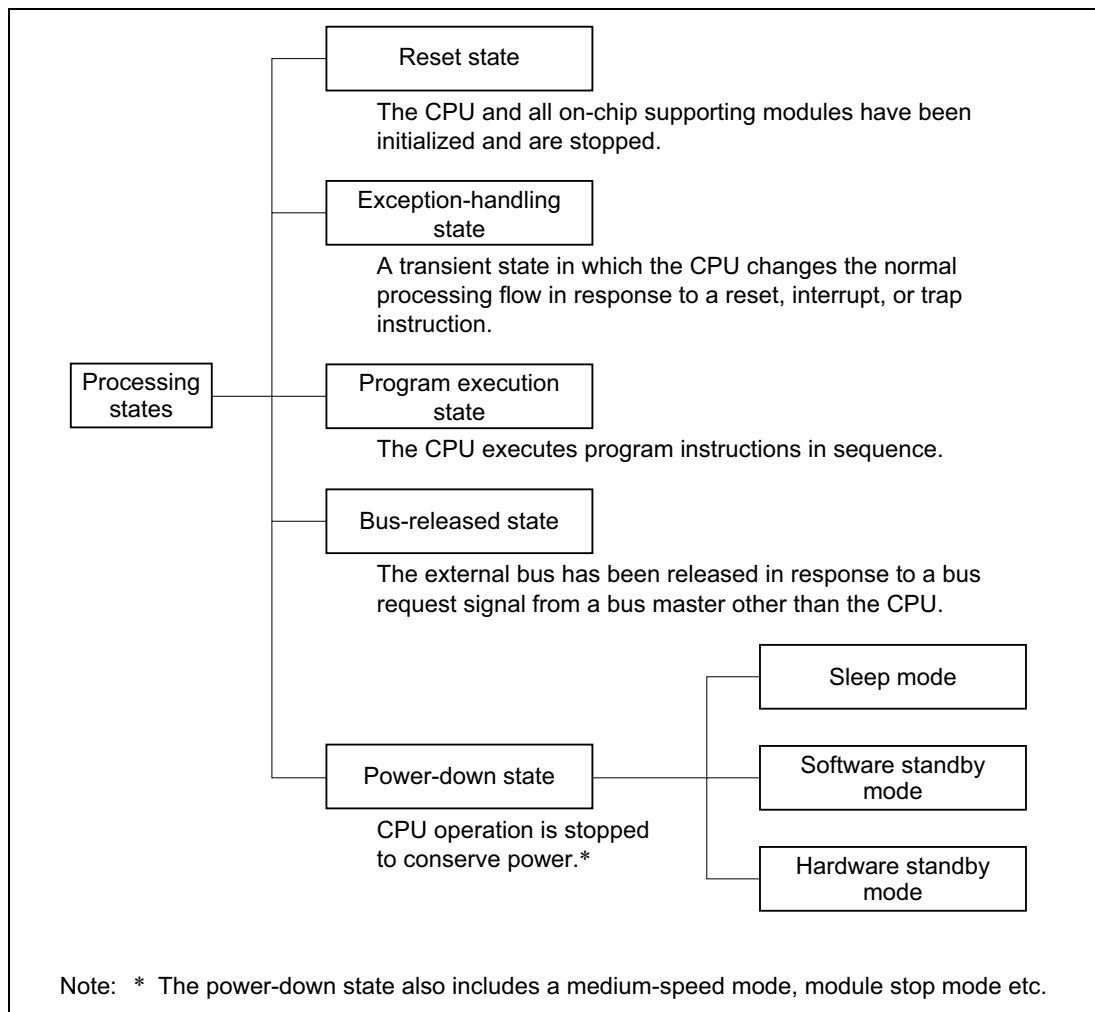 Reset state
The CPU and all on-chip supporting modules have been
initialized and are stopped.
Exception-handling
state
A transient state in which the CPU changes the normal
processing flow in response to a reset, interrupt, or trap
instruction.
Processing
states
Program execution
state
The CPU executes program instructions in sequence.
Bus-released state
The external bus has been released in response to a bus
request signal from a bus master other than the CPU.
Sleep mode
Power-down state
CPU operation is stopped
to conserve power.*
Software standby
mode
Hardware standby
mode
Note: * The power-down state also includes a medium-speed mode, module stop mode etc.